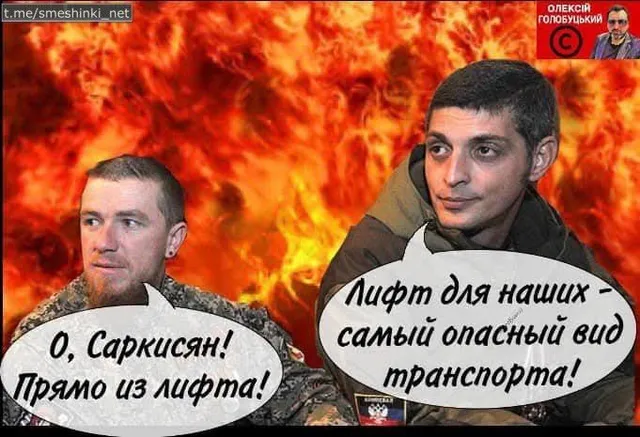 t.me/smeshinki_net
ОЛЕКСІЙ
ГОЛОБУЦЬКИЙ
©
О, Саркисян!
Прямо из лифта!
Лифт для наших -
самый опасный вид
транспорта!